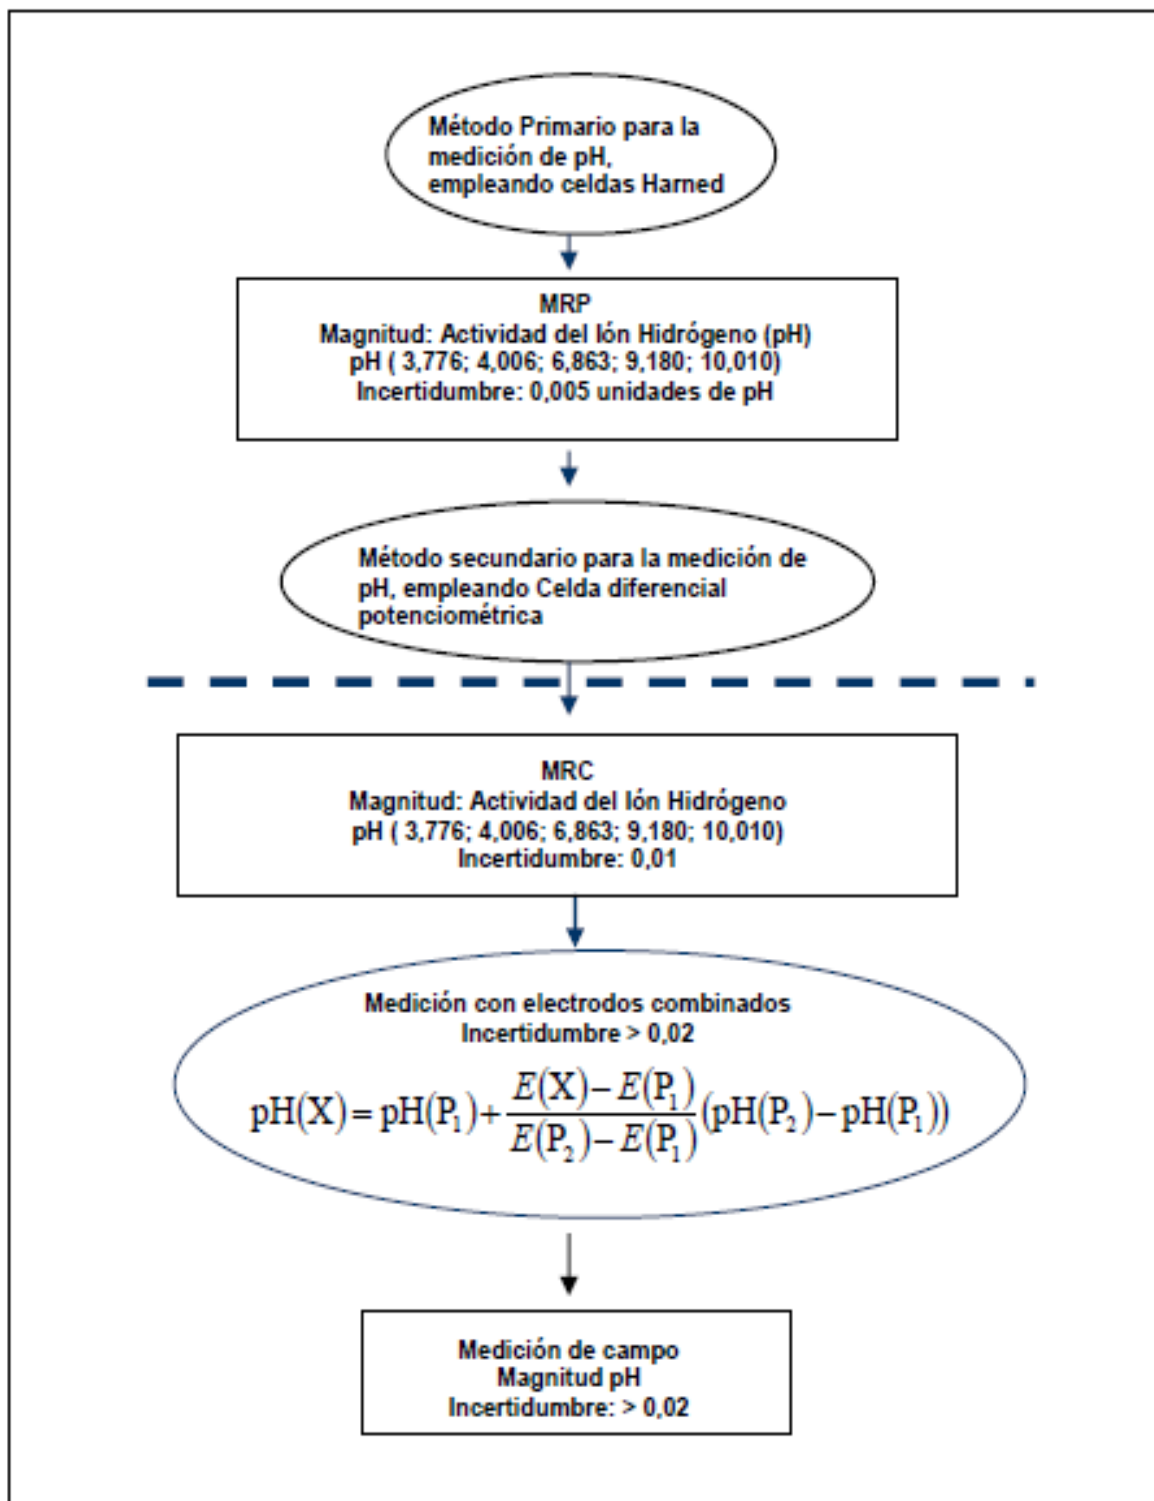 Método Primario para la
medición de pH,
empleando celdas Harned
MRP
Magnitud: Actividad del Ión Hidrógeno (pH)
pH ( 3,776; 4,006; 6,863; 9,180; 10,010)
Incertidumbre: 0,005 unidades de pH
Método secundario para la medición de
pH, empleando Celda diferencial
potenciométrica
MRC
Magnitud: Actividad del Ión Hidrógeno
pH ( 3,776; 4,006; 6,863; 9,180; 10,010)
Incertidumbre: 0,01
Medición con electrodos combinados
Incertidumbre > 0,02
pH(X) = pH(P₁) + \frac{E(X) − E(P₁)}{E(P₂) − E(P₁)} (pH(P₂) − pH(P₁))
Medición de campo
Magnitud pH
Incertidumbre: > 0,02